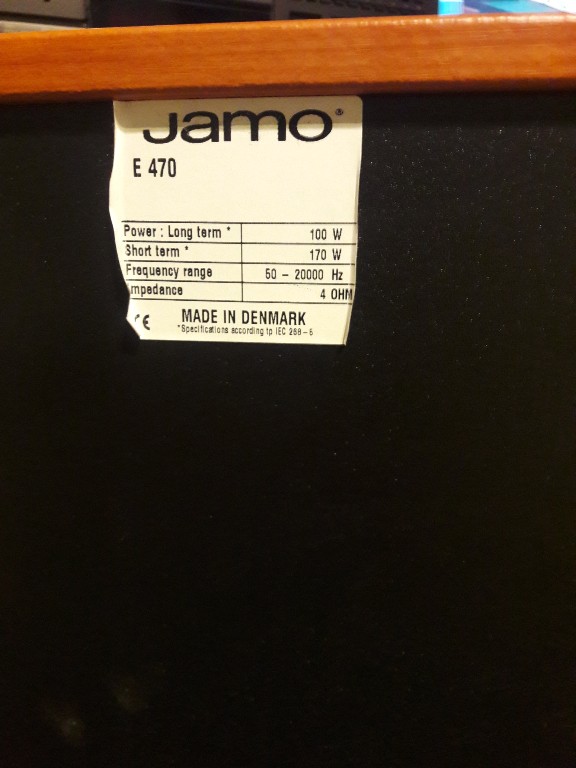 Jamo®
E 470
Power : Long term * 100 W
Short term * 170 W
Frequency range 50 – 20000 Hz
mpedance 4 OHM
CE MADE IN DENMARK
*Specifications according tp IEC 268–5